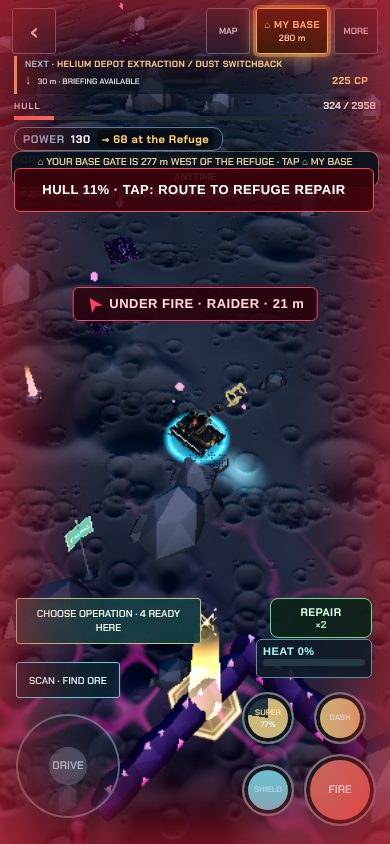 ‹
MAP
⌂ MY BASE
280 m
MORE
NEXT · HELIUM DEPOT EXTRACTION / DUST SWITCHBACK
↓ 30 m · BRIEFING AVAILABLE
225 CP
HULL
324 / 2958
POWER 130 → 68 at the Refuge
⌂ YOUR BASE GATE IS 277 m WEST OF THE REFUGE · TAP ⌂ MY BASE
ANYTIME
HULL 11% · TAP: ROUTE TO REFUGE REPAIR
UNDER FIRE · RAIDER · 21 m
CHOOSE OPERATION · 4 READY
HERE
REPAIR
×2
HEAT 0%
SCAN · FIND ORE
SUPER
77%
DASH
DRIVE
SHIELD
FIRE